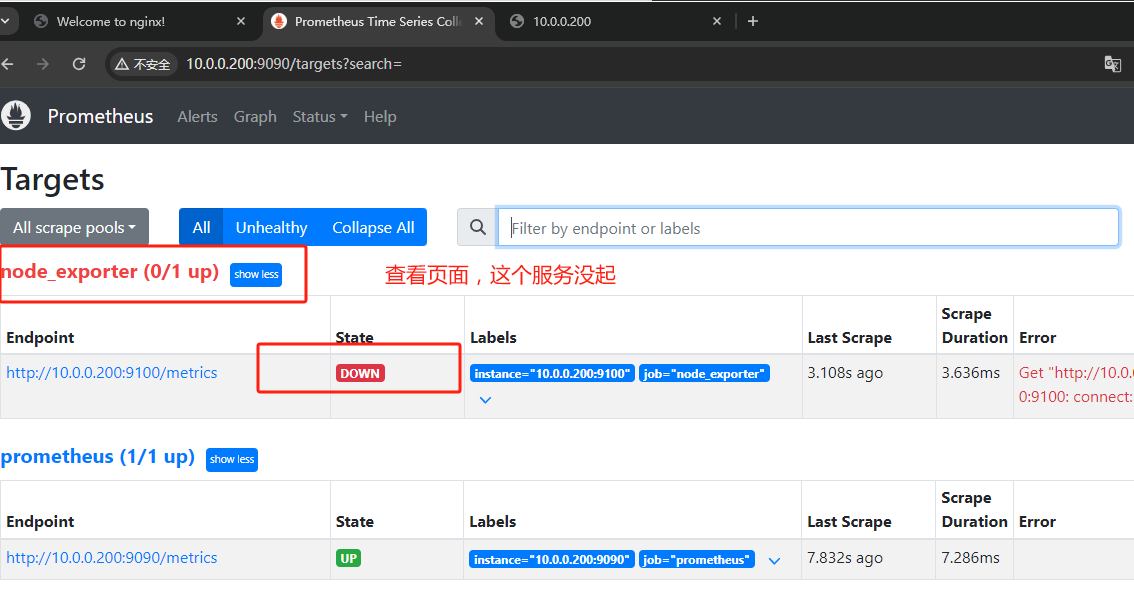 Welcome to nginx!
Prometheus Time Series Coll
10.0.0.200
不安全
10.0.0.200:9090/targets?search=
Prometheus
Alerts
Graph
Status
Help
Targets
All scrape pools
All
Unhealthy
Collapse All
Filter by endpoint or labels
node_exporter (0/1 up)
show less
查看页面，这个服务没起
Endpoint
State
Labels
Last Scrape
Scrape
Duration
Error
http://10.0.0.200:9100/metrics
DOWN
instance="10.0.0.200:9100"
job="node_exporter"
3.108s ago
3.636ms
Get "http://10.0.
0:9100: connect:
prometheus (1/1 up)
show less
Endpoint
State
Labels
Last Scrape
Scrape
Duration
Error
http://10.0.0.200:9090/metrics
UP
instance="10.0.0.200:9090"
job="prometheus"
7.832s ago
7.286ms